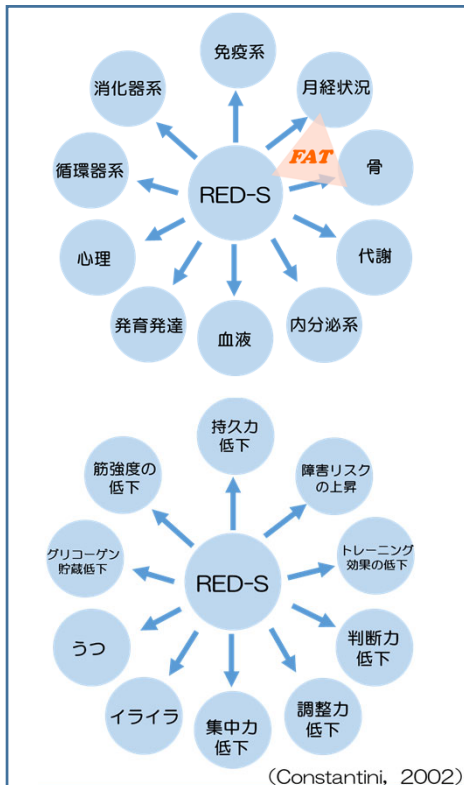 免疫系
消化器系
月経状況
FAT
循環器系
骨
RED-S
心理
代謝
発育発達
内分泌系
血液
持久力
低下
筋強度の
低下
障害リスク
の上昇
グリコーゲン
貯蔵低下
トレーニング
効果の低下
RED-S
うつ
判断力
低下
イライラ
集中力
低下
調整力
低下
(Constantini, 2002)